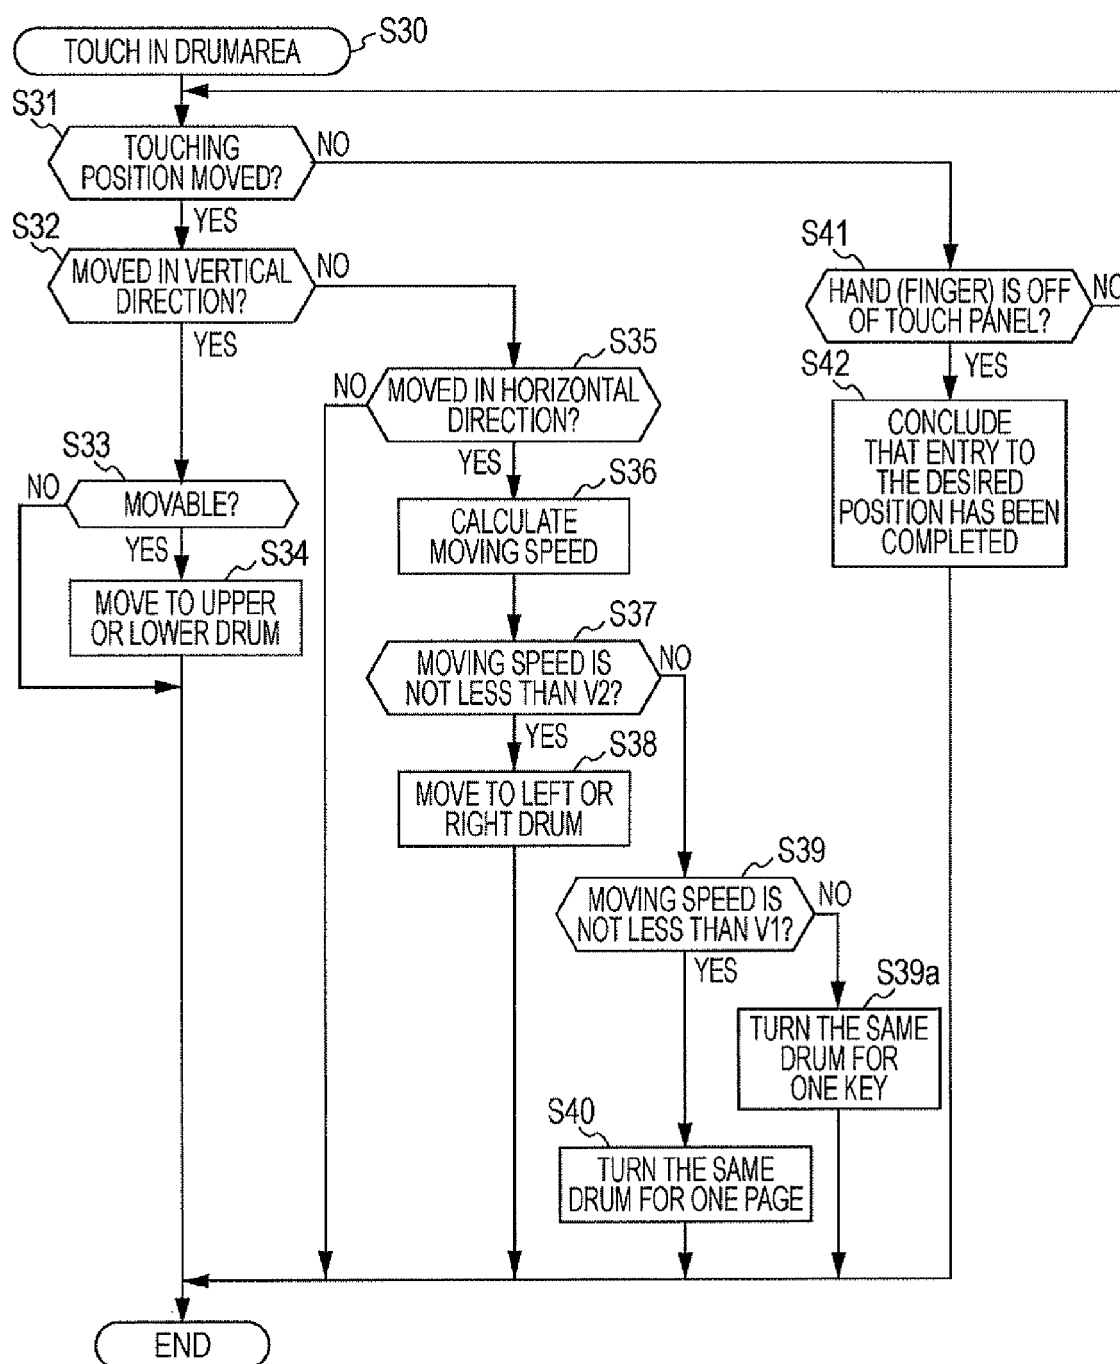 TOUCH IN DRUMAREA
S30
S31
TOUCHING
POSITION MOVED?
NO
YES
S32
MOVED IN VERTICAL
DIRECTION?
NO
YES
S41
HAND (FINGER) IS OFF
OF TOUCH PANEL?
NO
YES
S35
MOVED IN HORIZONTAL
DIRECTION?
NO
YES
S42
CONCLUDE
THAT ENTRY TO
THE DESIRED
POSITION HAS BEEN
COMPLETED
S33
MOVABLE?
NO
YES
S36
CALCULATE
MOVING SPEED
S34
MOVE TO UPPER
OR LOWER DRUM
S37
MOVING SPEED IS
NOT LESS THAN V2?
NO
YES
S38
MOVE TO LEFT OR
RIGHT DRUM
S39
MOVING SPEED IS
NOT LESS THAN V1?
NO
YES
S39a
TURN THE SAME
DRUM FOR
ONE KEY
S40
TURN THE SAME
DRUM FOR ONE PAGE
END